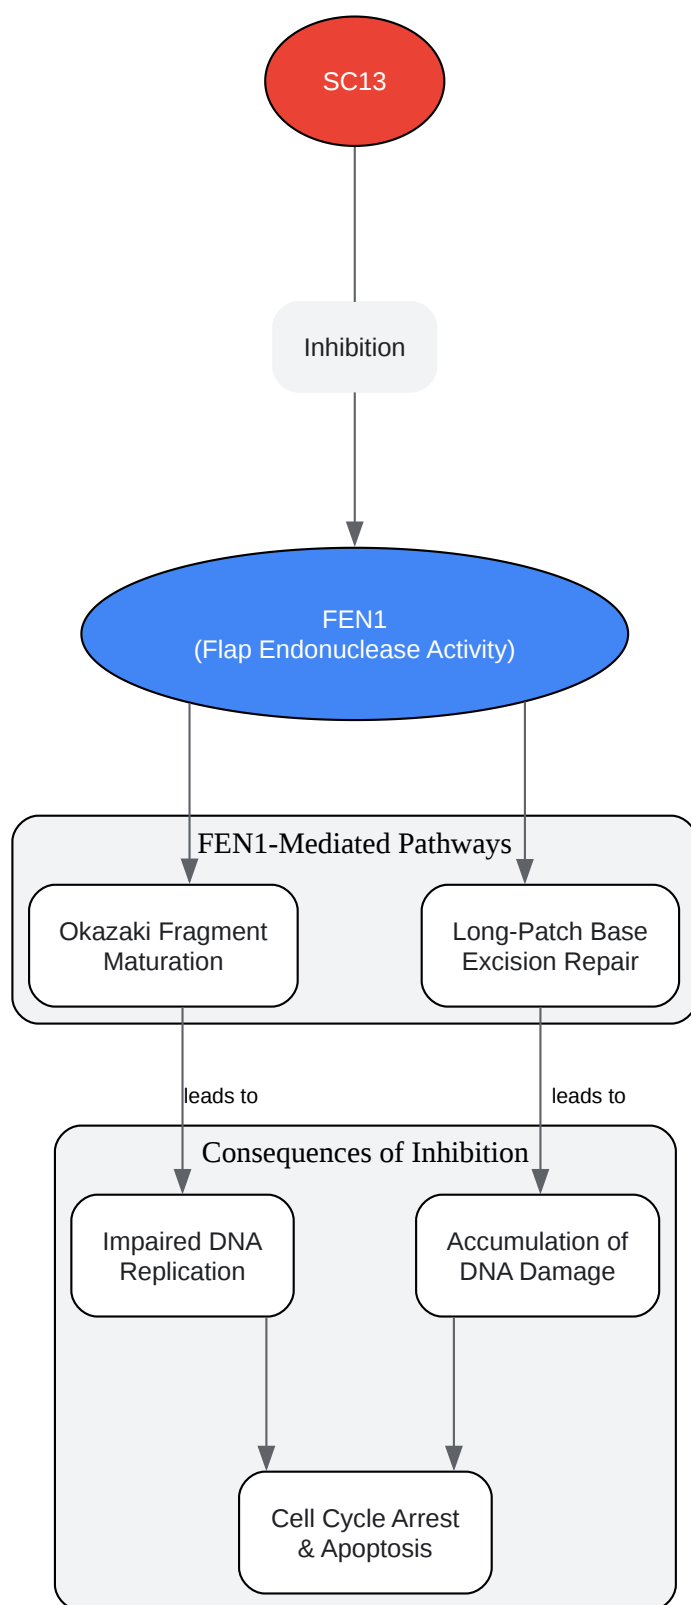 SC13
Inhibition
FEN1
(Flap Endonuclease Activity)
FEN1-Mediated Pathways
Okazaki Fragment
Maturation
Long-Patch Base
Excision Repair
leads to
leads to
Consequences of Inhibition
Impaired DNA
Replication
Accumulation of
DNA Damage
Cell Cycle Arrest
& Apoptosis